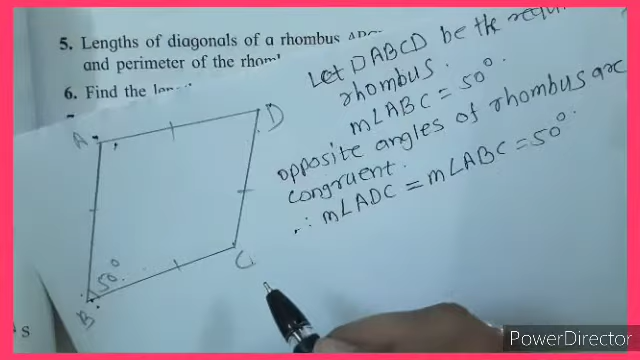 5. Lengths of diagonals of a rhombus
and perimeter of the
6. Find the
Let □ABCD be the
rhombus.
m∠ABC = 50°.
opposite angles of rhombus are
congruent.
∴ m∠ADC = m∠ABC = 50°.
A
D
50°
C
B
s
PowerDirector